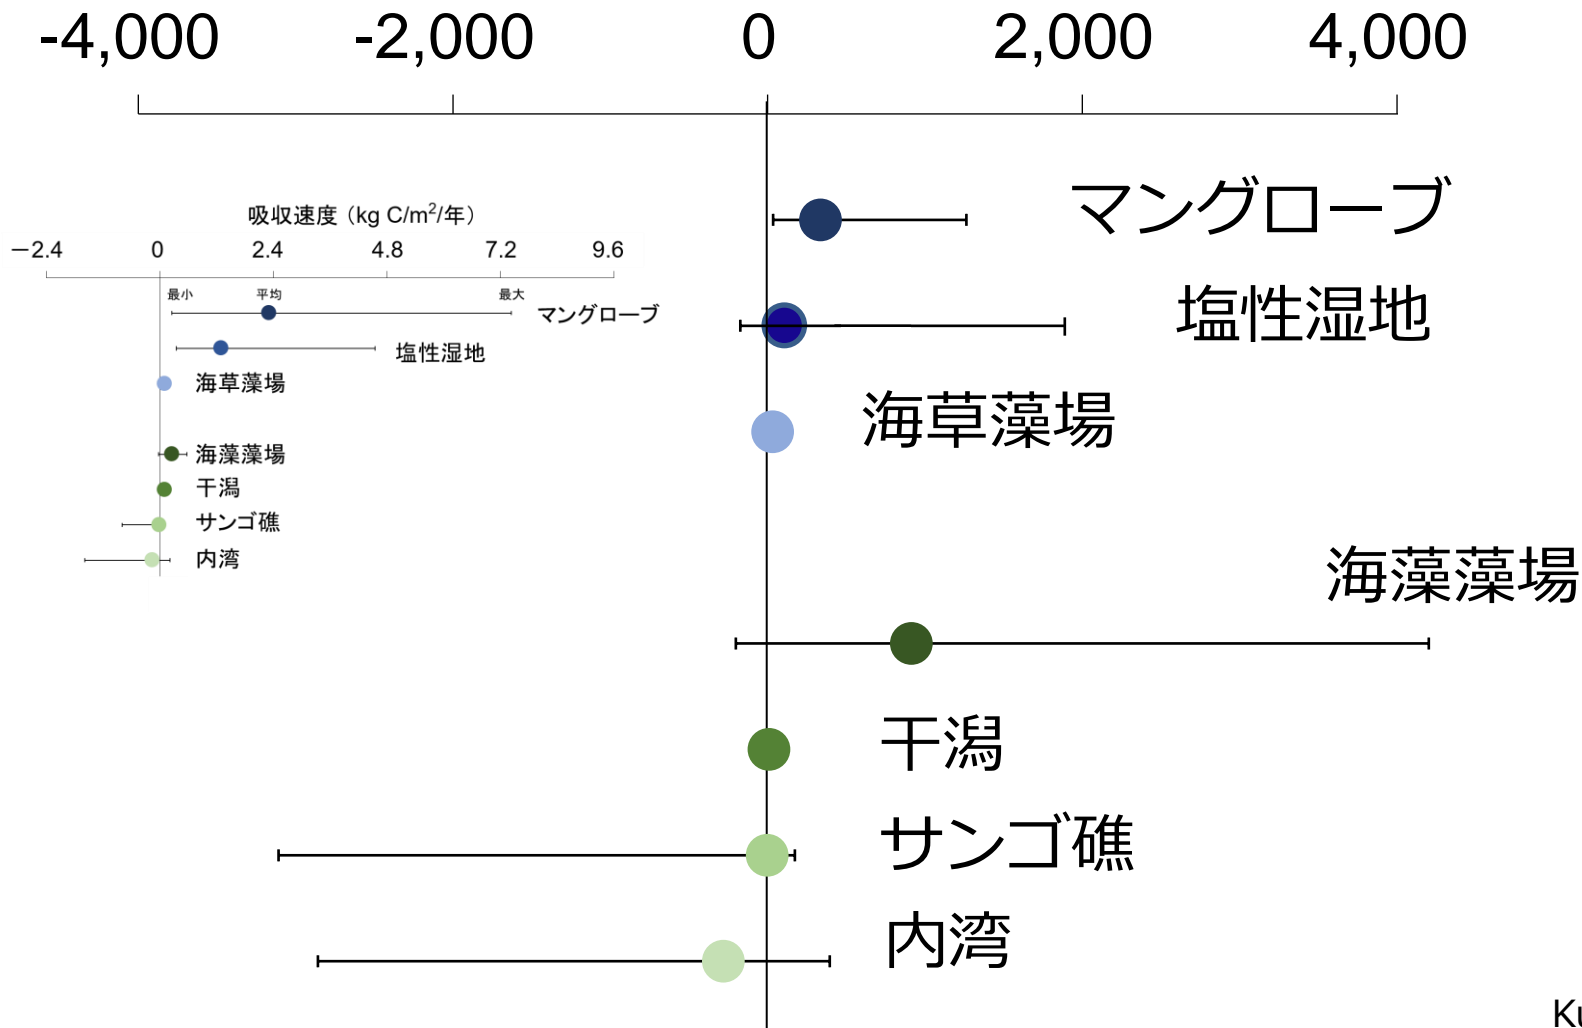 -4,000 -2,000 0 2,000 4,000
マングローブ
吸収速度（kg C/m²/年）
－2.4 0 2.4 4.8 7.2 9.6
最小 平均 最大
マングローブ
塩性湿地
塩性湿地
海草藻場
海草藻場
海藻藻場
干潟
サンゴ礁
内湾
海藻藻場
干潟
サンゴ礁
内湾
Ku